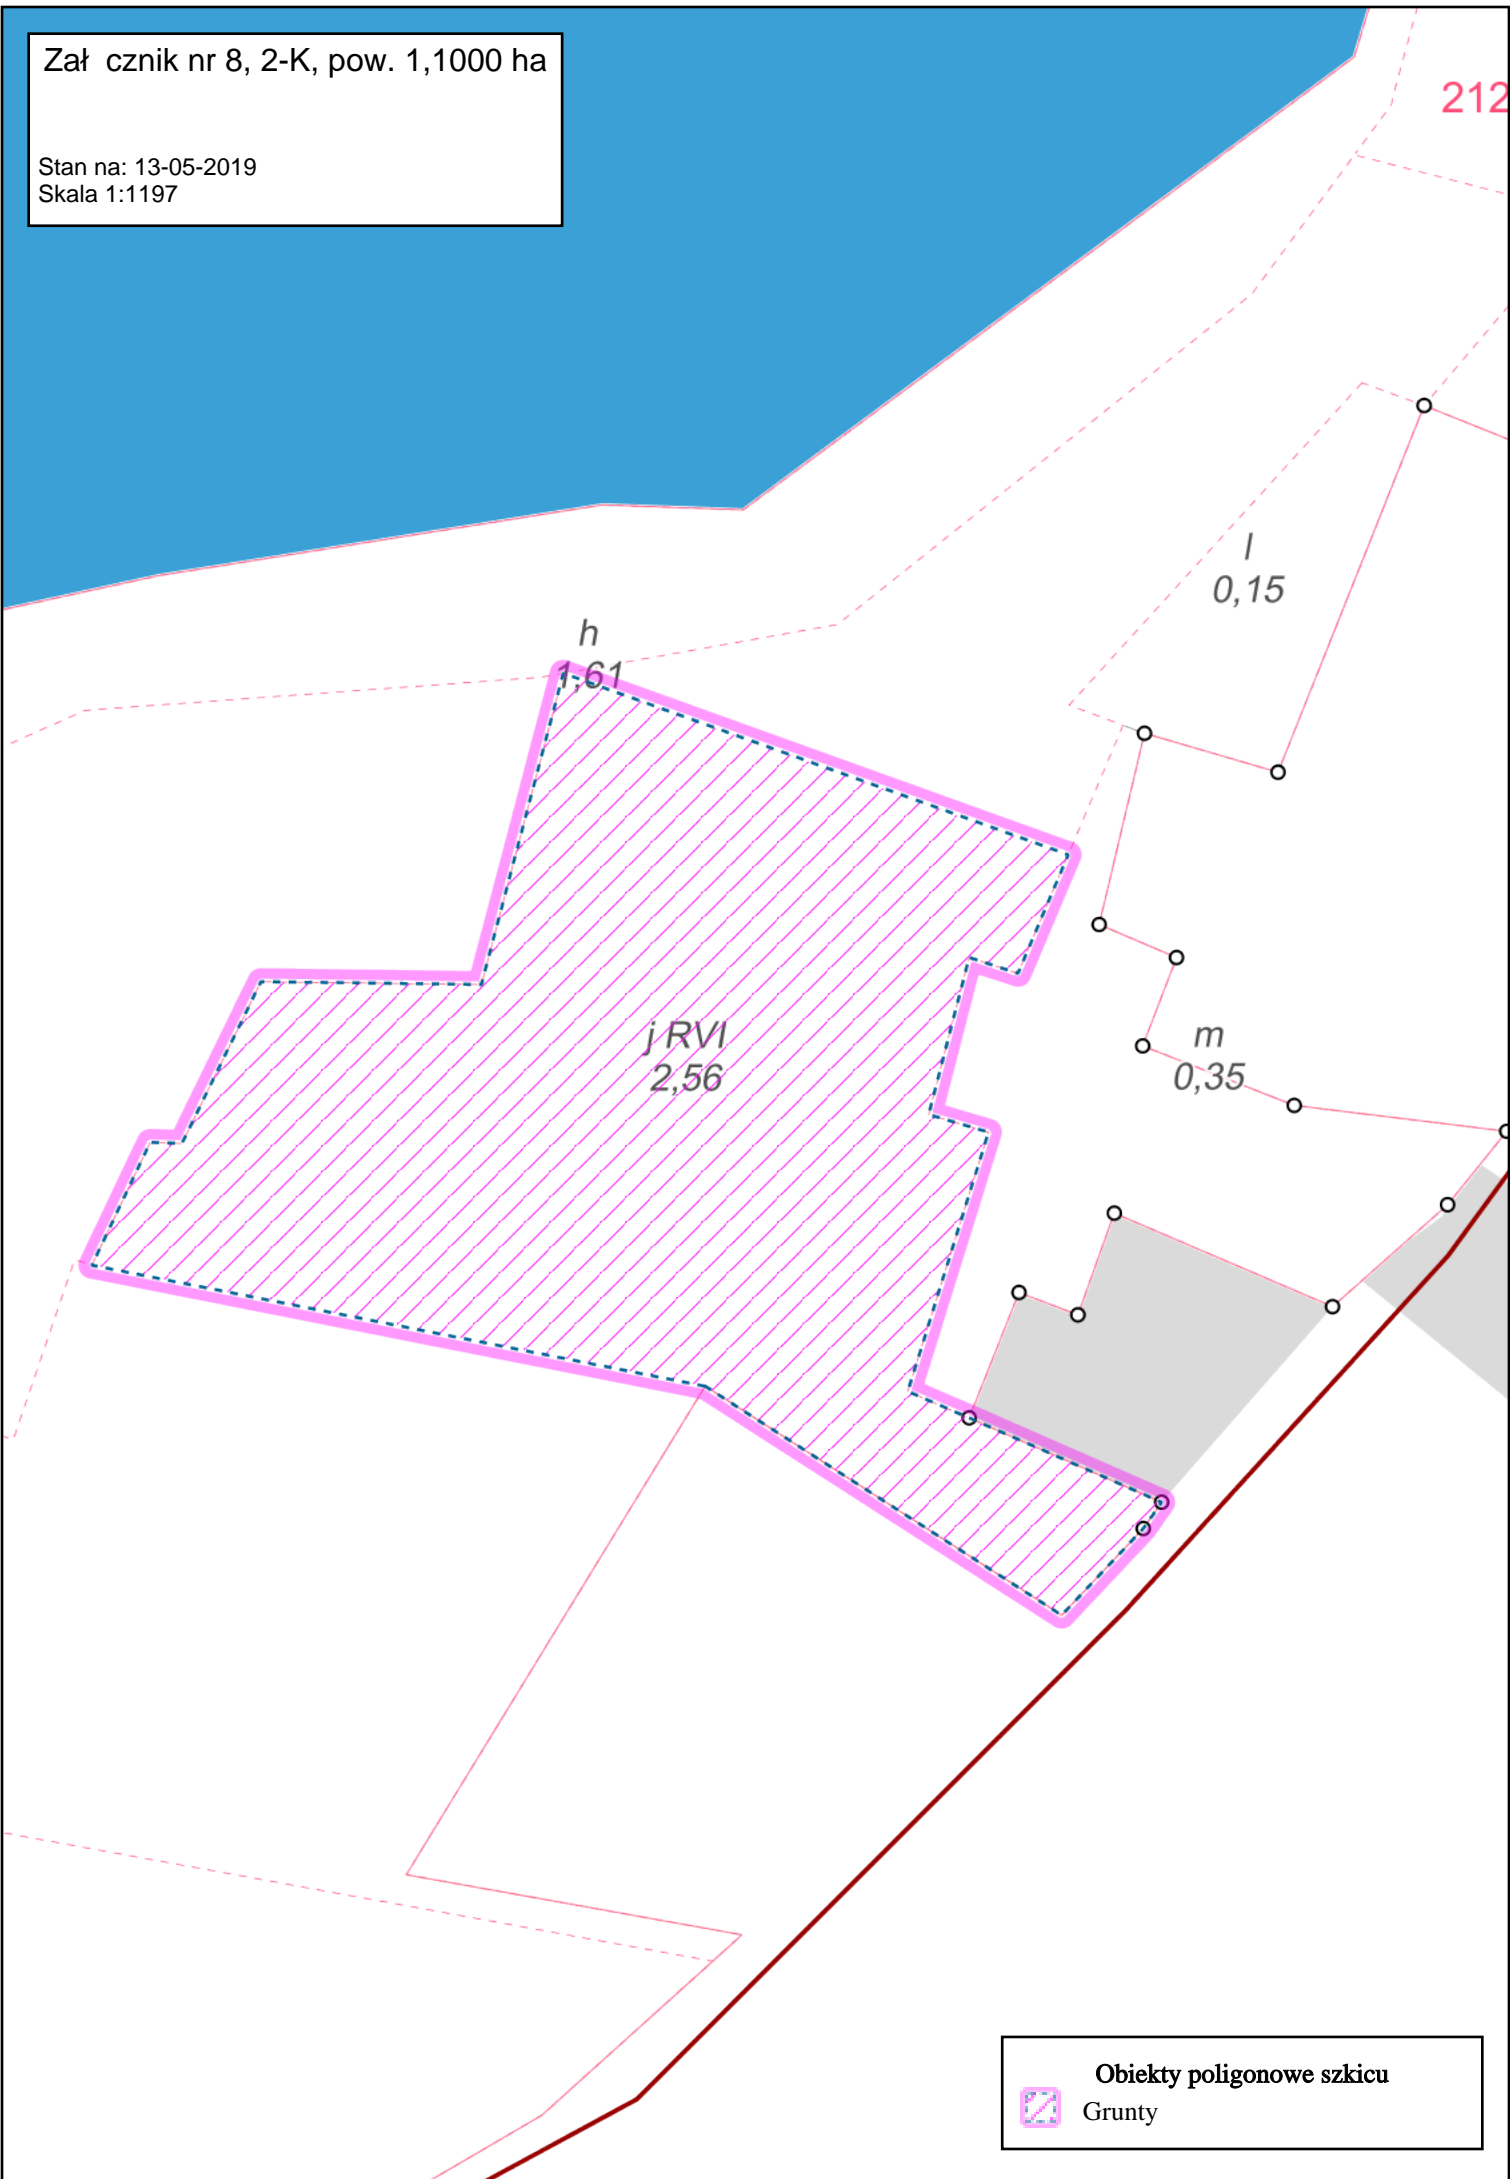 Zał cznik nr 8, 2-K, pow. 1,1000 ha
Stan na: 13-05-2019
Skala 1:1197
212
l
0,15
h
1,61
j RVI
2,56
m
0,35
Obiekty poligonowe szkicu
Grunty